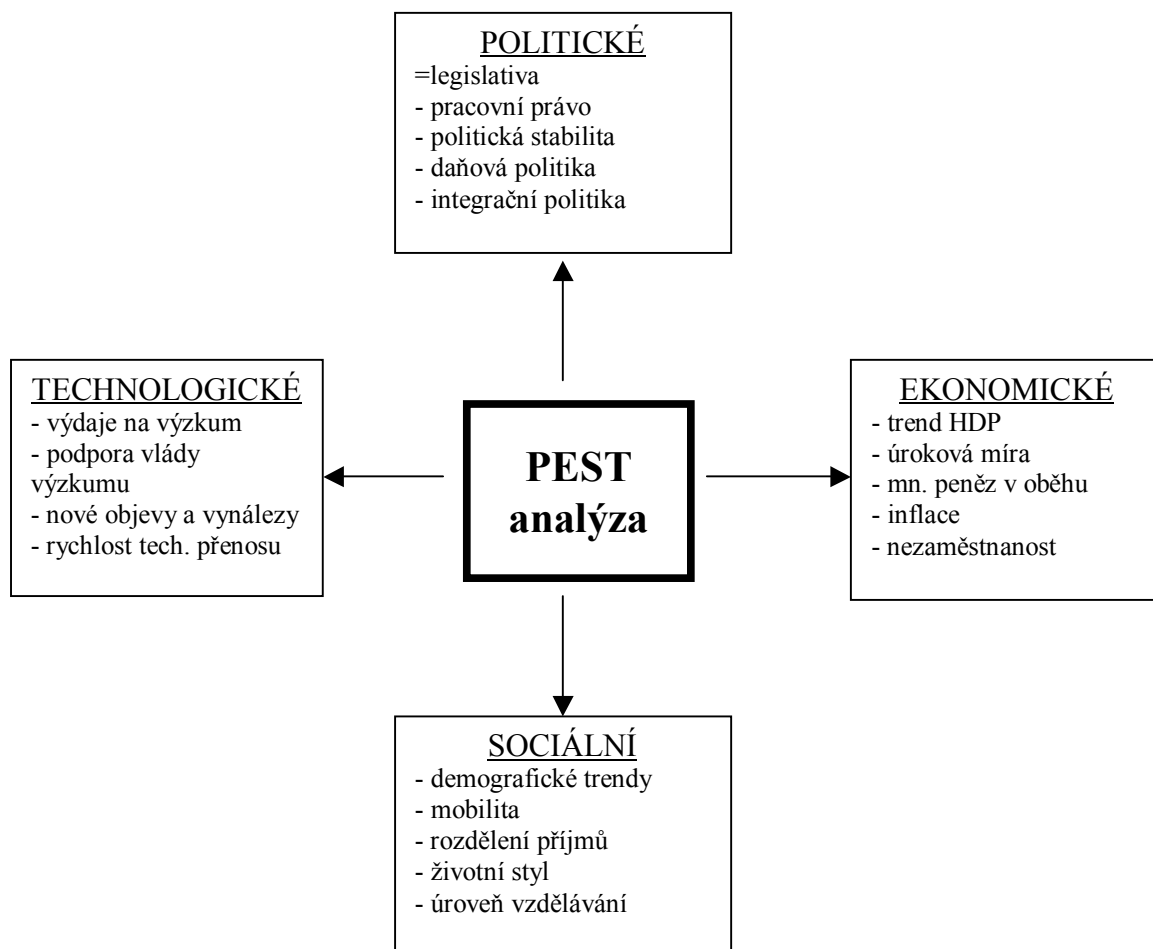 POLITICKÉ
=legislativa
- pracovní právo
- politická stabilita
- daňová politika
- integrační politika
TECHNOLOGICKÉ
- výdaje na výzkum
- podpora vlády
výzkumu
- nové objevy a vynálezy
- rychlost tech. přenosu
PEST
analýza
EKONOMICKÉ
- trend HDP
- úroková míra
- mn. peněz v oběhu
- inflace
- nezaměstnanost
SOCIÁLNÍ
- demografické trendy
- mobilita
- rozdělení příjmů
- životní styl
- úroveň vzdělávání